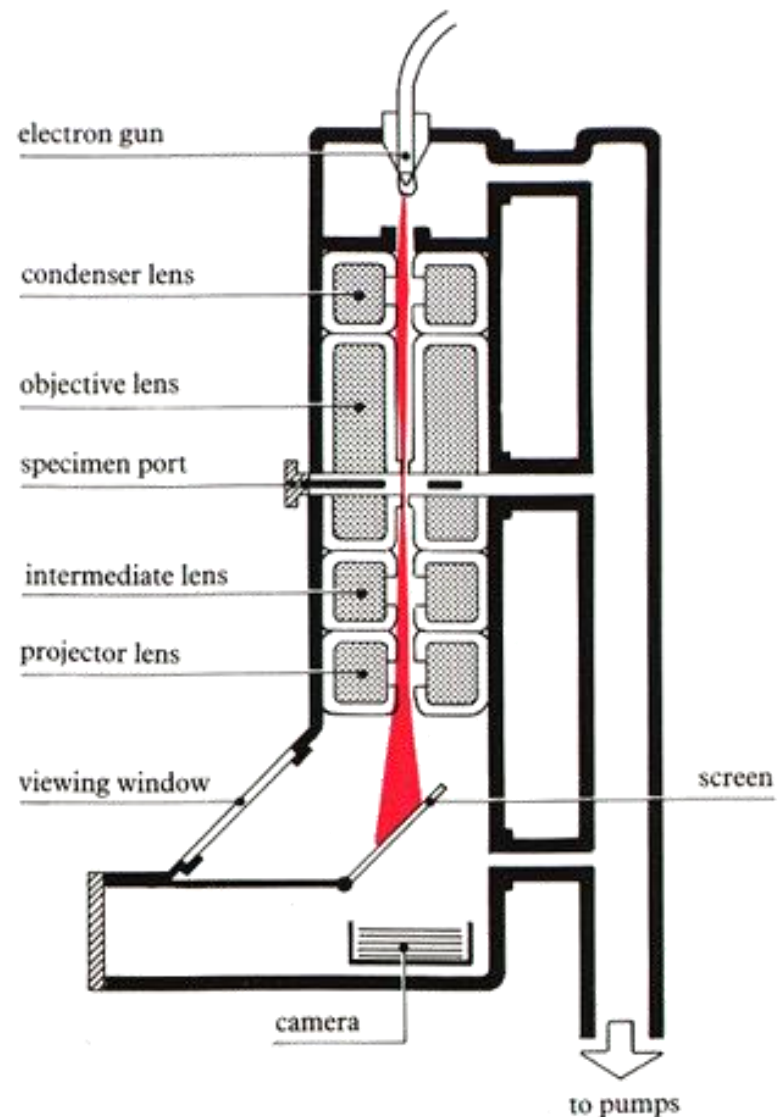 electron gun
condenser lens
objective lens
specimen port
intermediate lens
projector lens
viewing window
screen
camera
to pumps